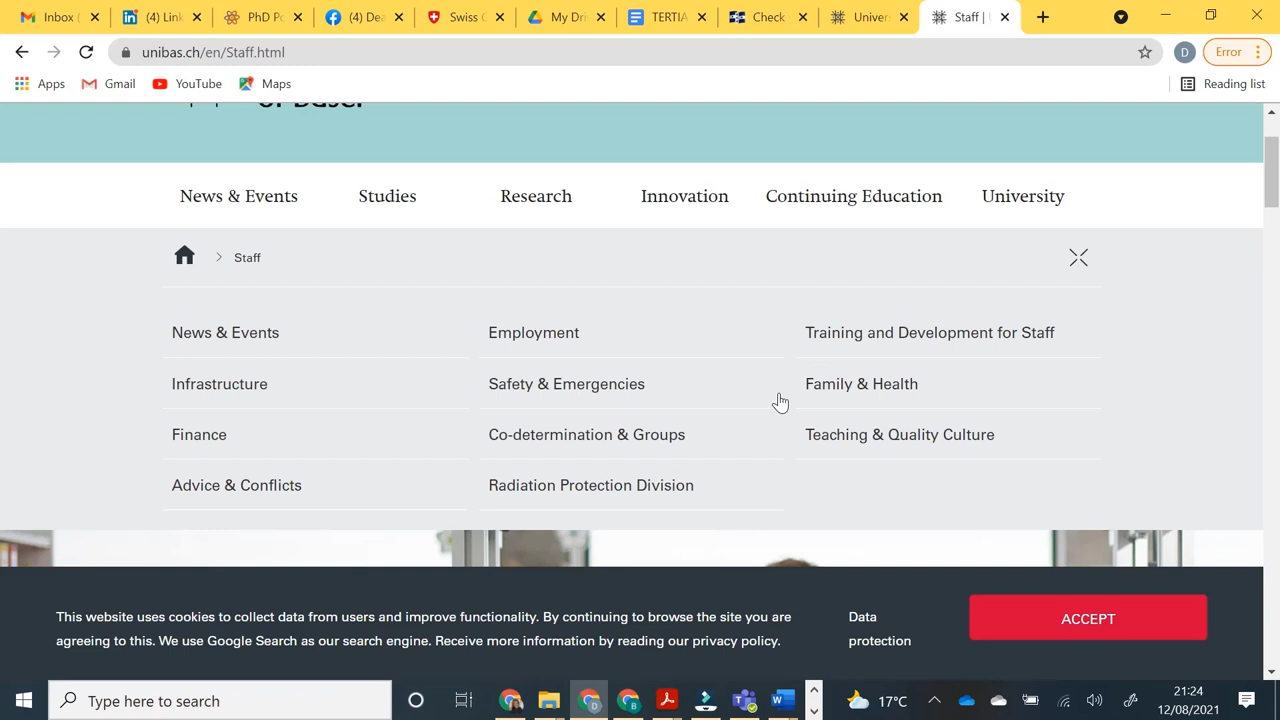 Inbox (
(4) Link
PhD Po
(4) Dea
Swiss G
My Dri
TERTIA
Check
Univer
Staff |
unibas.ch/en/Staff.html
D
Error
Apps
Gmail
YouTube
Maps
Reading list
of Basel
News & Events
Studies
Research
Innovation
Continuing Education
University
Staff
News & Events
Employment
Training and Development for Staff
Infrastructure
Safety & Emergencies
Family & Health
Finance
Co-determination & Groups
Teaching & Quality Culture
Advice & Conflicts
Radiation Protection Division
This website uses cookies to collect data from users and improve functionality. By continuing to browse the site you are
agreeing to this. We use Google Search as our search engine. Receive more information by reading our privacy policy.
Data
protection
ACCEPT
Type here to search
17°C
21:24
12/08/2021